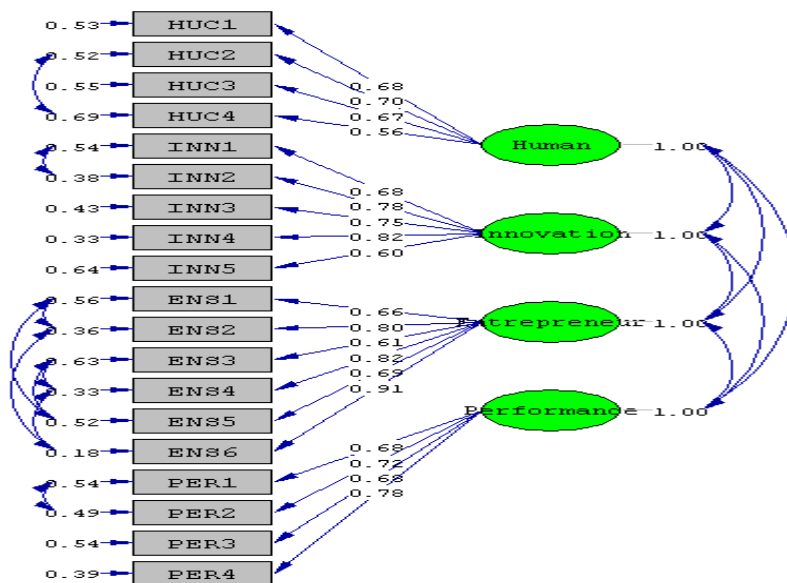 0.53 HUC1
0.52 HUC2
0.55 HUC3
0.69 HUC4
0.54 INN1
0.38 INN2
0.43 INN3
0.33 INN4
0.64 INN5
0.56 ENS1
0.36 ENS2
0.63 ENS3
0.33 ENS4
0.52 ENS5
0.18 ENS6
0.54 PER1
0.49 PER2
0.54 PER3
0.39 PER4
0.68
0.70
0.67
0.56
0.68
0.78
0.75
0.82
0.60
0.66
0.80
0.61
0.82
0.69
0.91
0.68
0.72
0.68
0.78
Human 1.00
Innovation 1.00
Entrepreneur 1.00
Performance 1.00